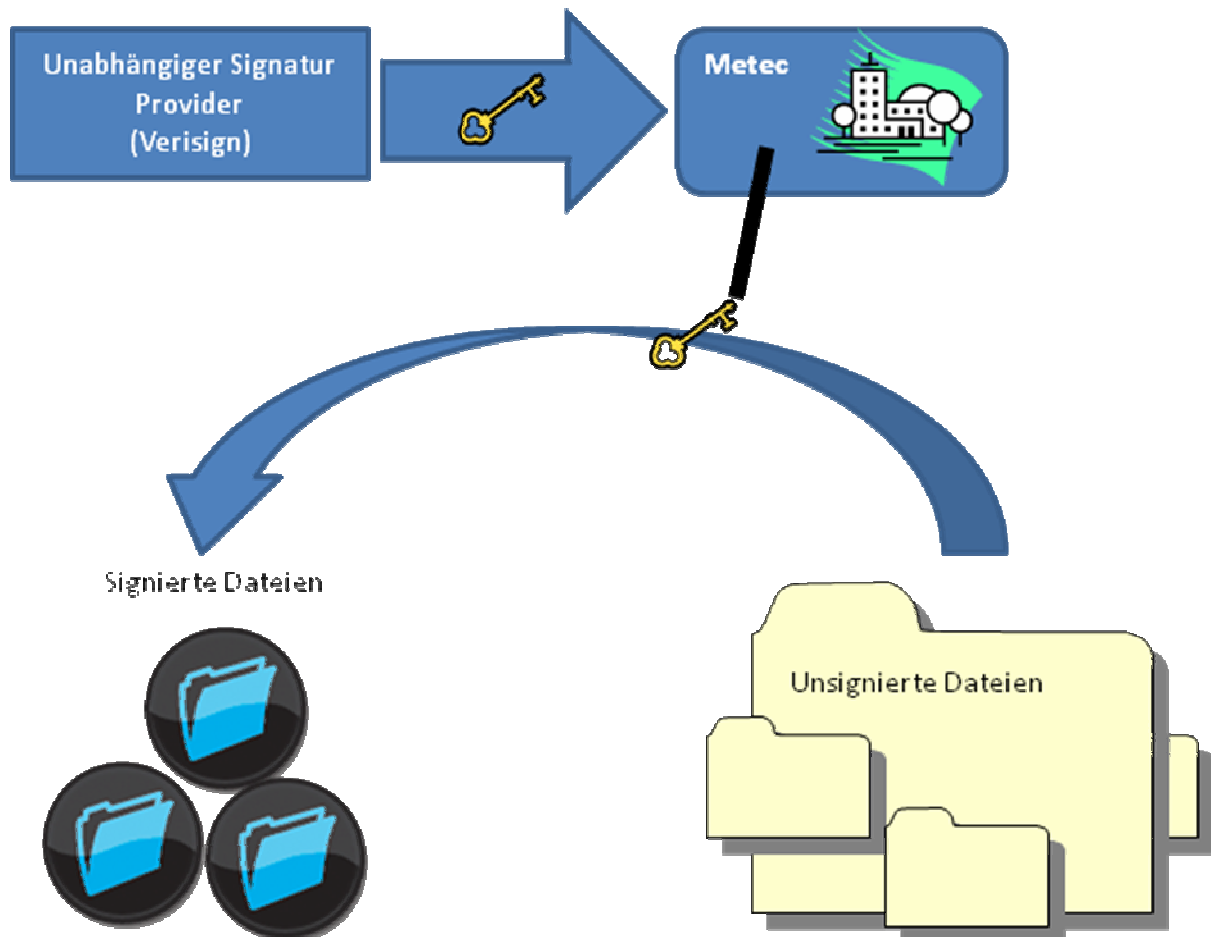 Unabhängiger Signatur
Provider
(Verisign)
Metec
Signierte Dateien
Unsignierte Dateien